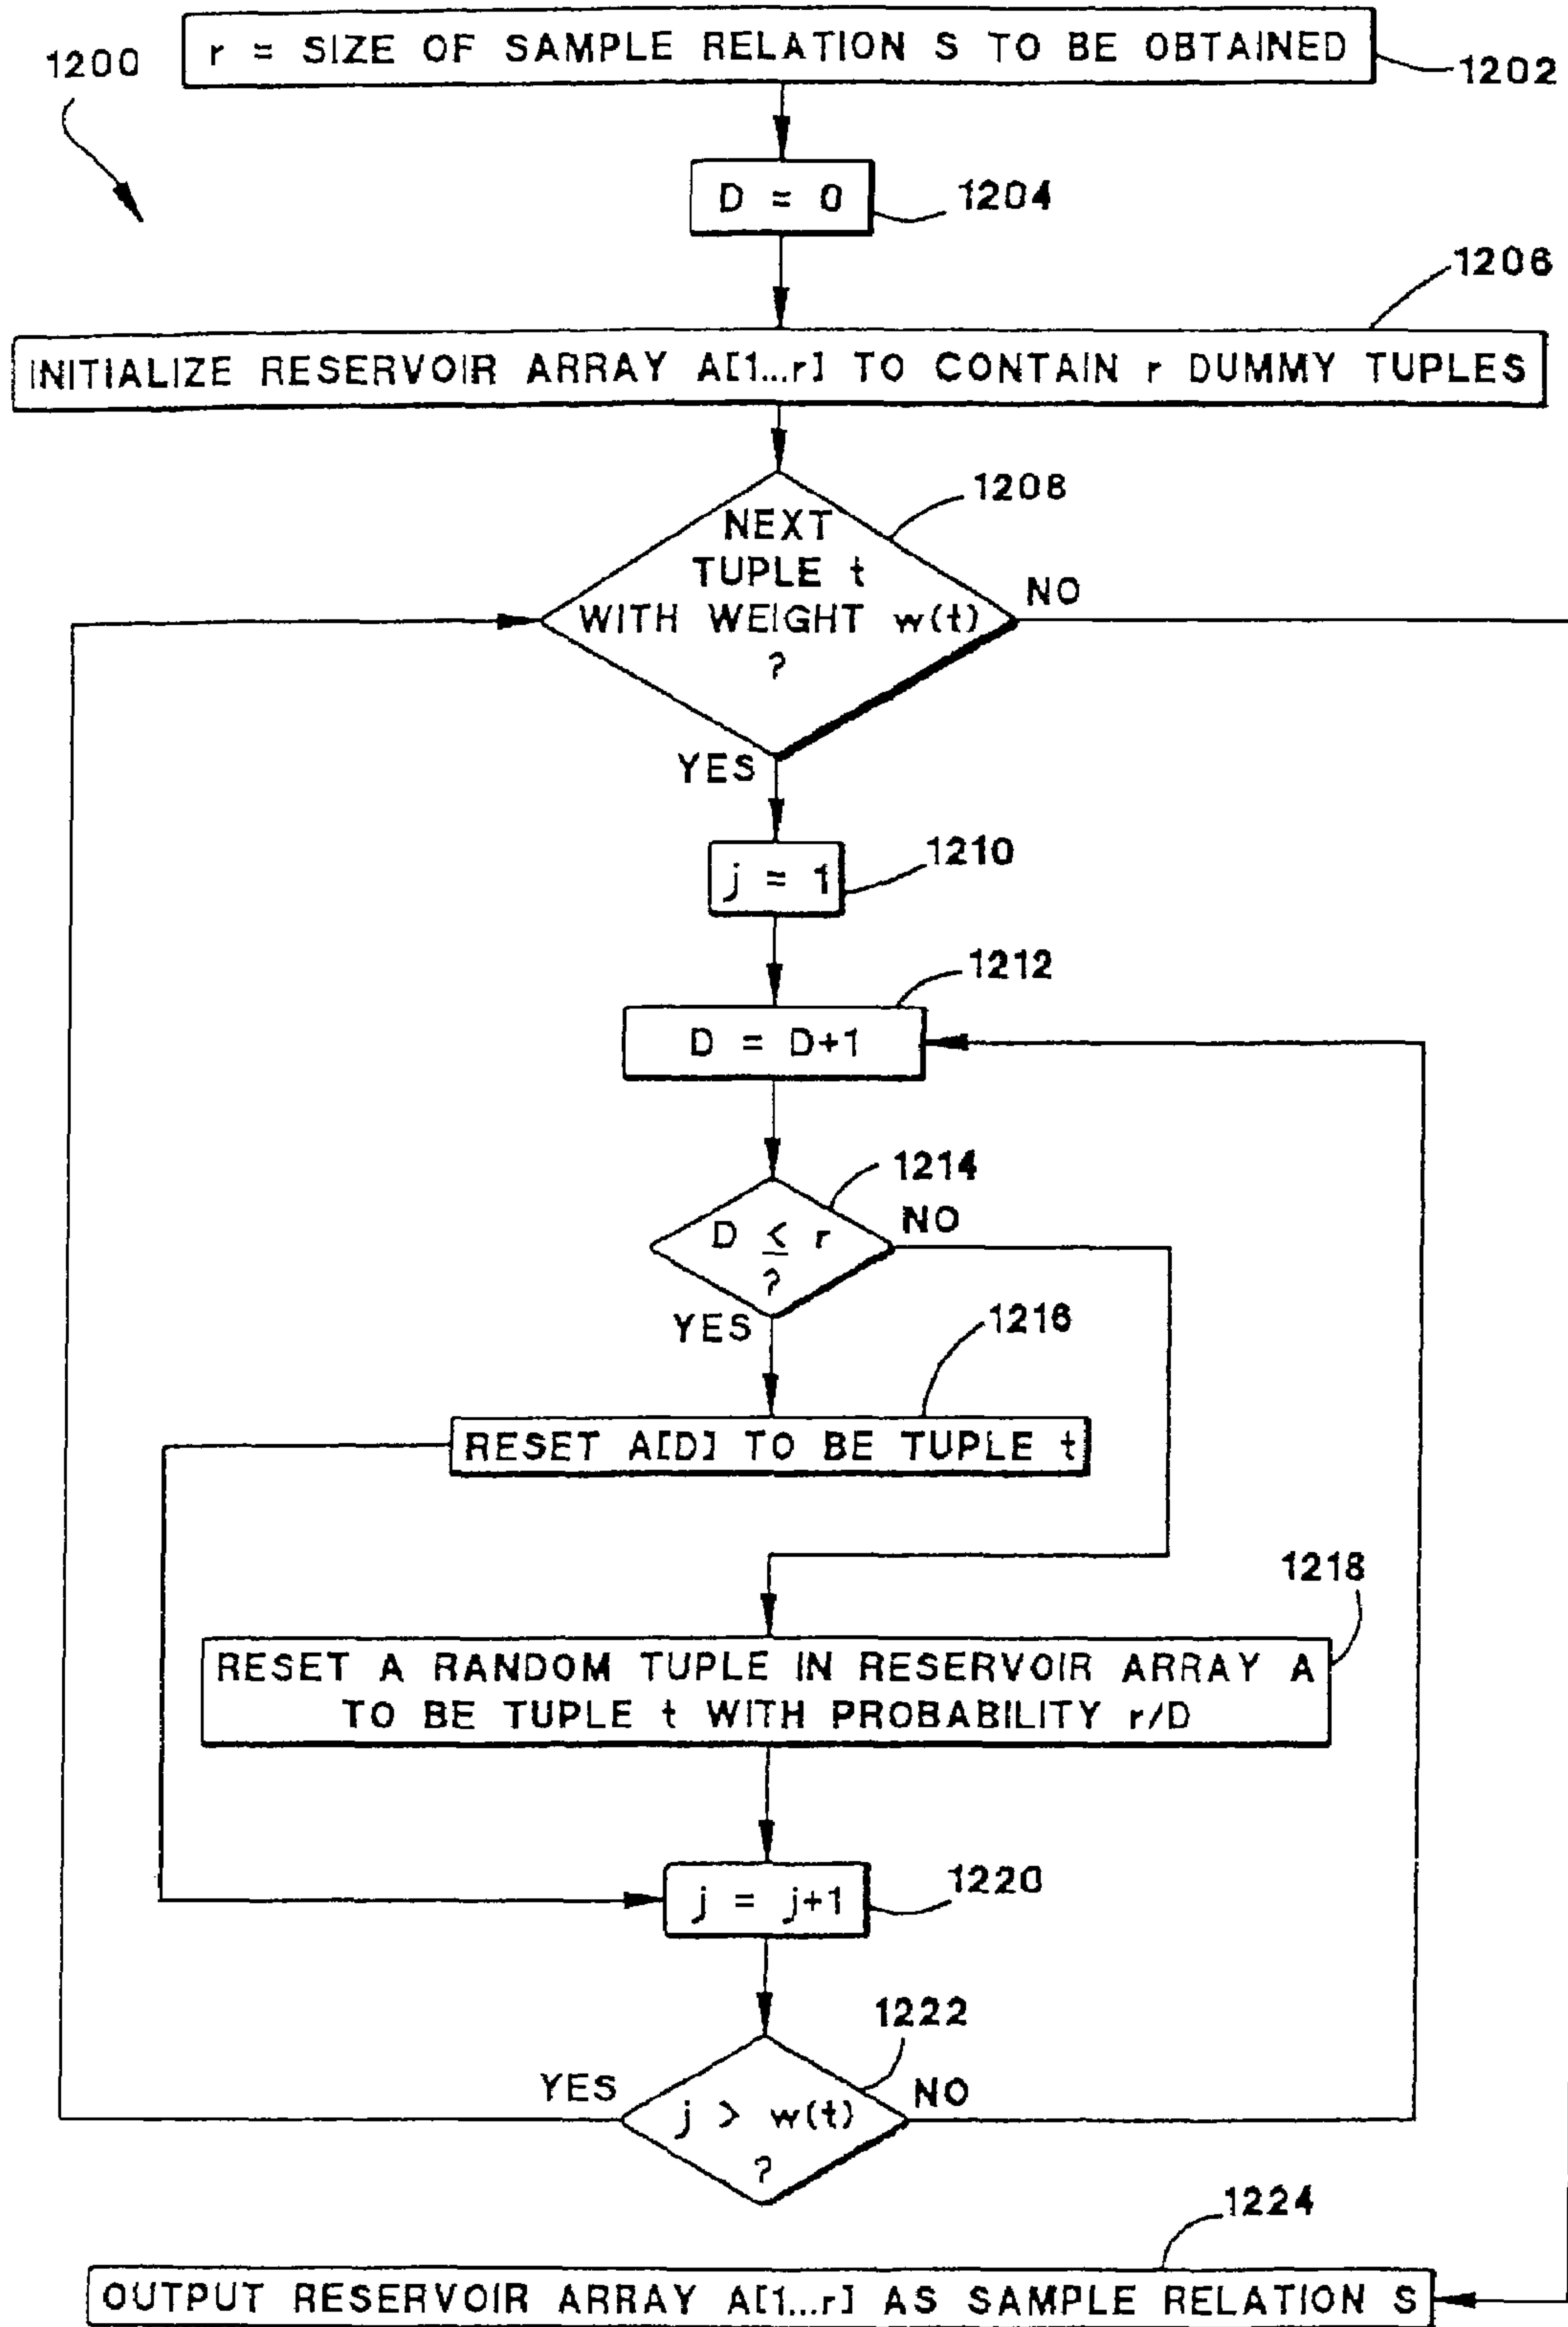 1200
r = SIZE OF SAMPLE RELATION S TO BE OBTAINED
1202
D = 0
1204
1206
INITIALIZE RESERVOIR ARRAY A[1...r] TO CONTAIN r DUMMY TUPLES
1208
NEXT
TUPLE t
WITH WEIGHT w(t)
?
NO
YES
j = 1
1210
1212
D = D+1
1214
D ≤ r
?
NO
YES
1216
RESET A[D] TO BE TUPLE t
1218
RESET A RANDOM TUPLE IN RESERVOIR ARRAY A
TO BE TUPLE t WITH PROBABILITY r/D
j = j+1
1220
1222
YES
j > w(t)
?
NO
1224
OUTPUT RESERVOIR ARRAY A[1...r] AS SAMPLE RELATION S